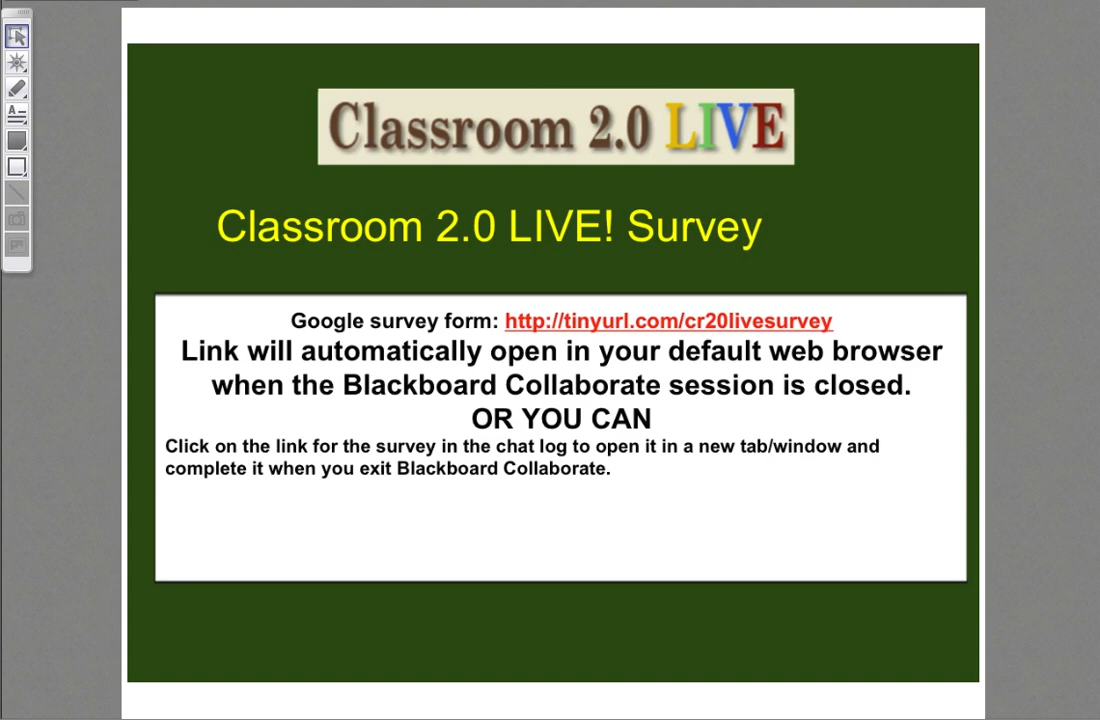 Classroom 2.0 LIVE
Classroom 2.0 LIVE! Survey
Google survey form: http://tinyurl.com/cr20livesurvey
Link will automatically open in your default web browser
when the Blackboard Collaborate session is closed.
OR YOU CAN
Click on the link for the survey in the chat log to open it in a new tab/window and
complete it when you exit Blackboard Collaborate.